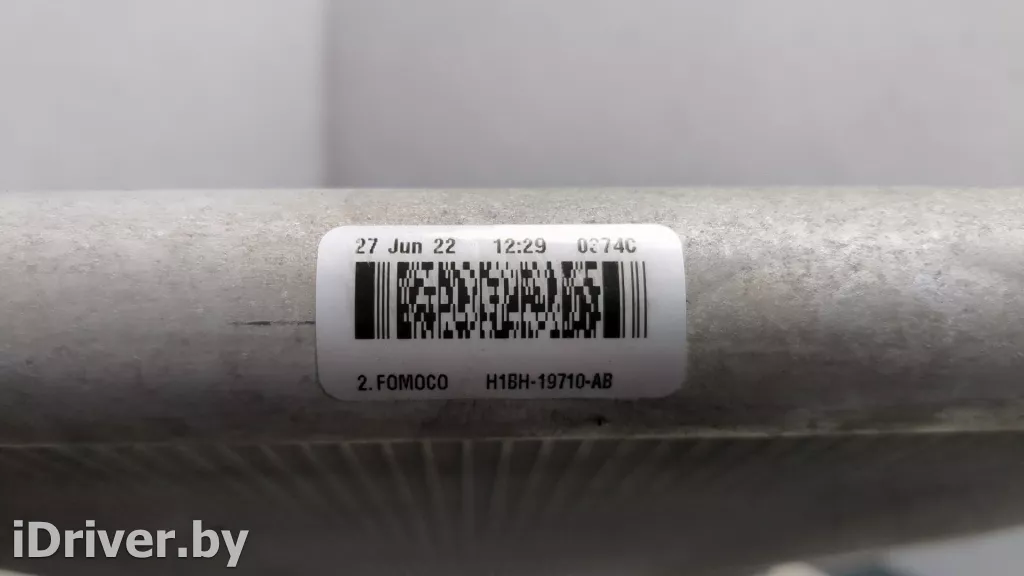 27 Jun 22 12:29 0374C
2. FOMOCO H1BH-19710-AB
iDriver.by